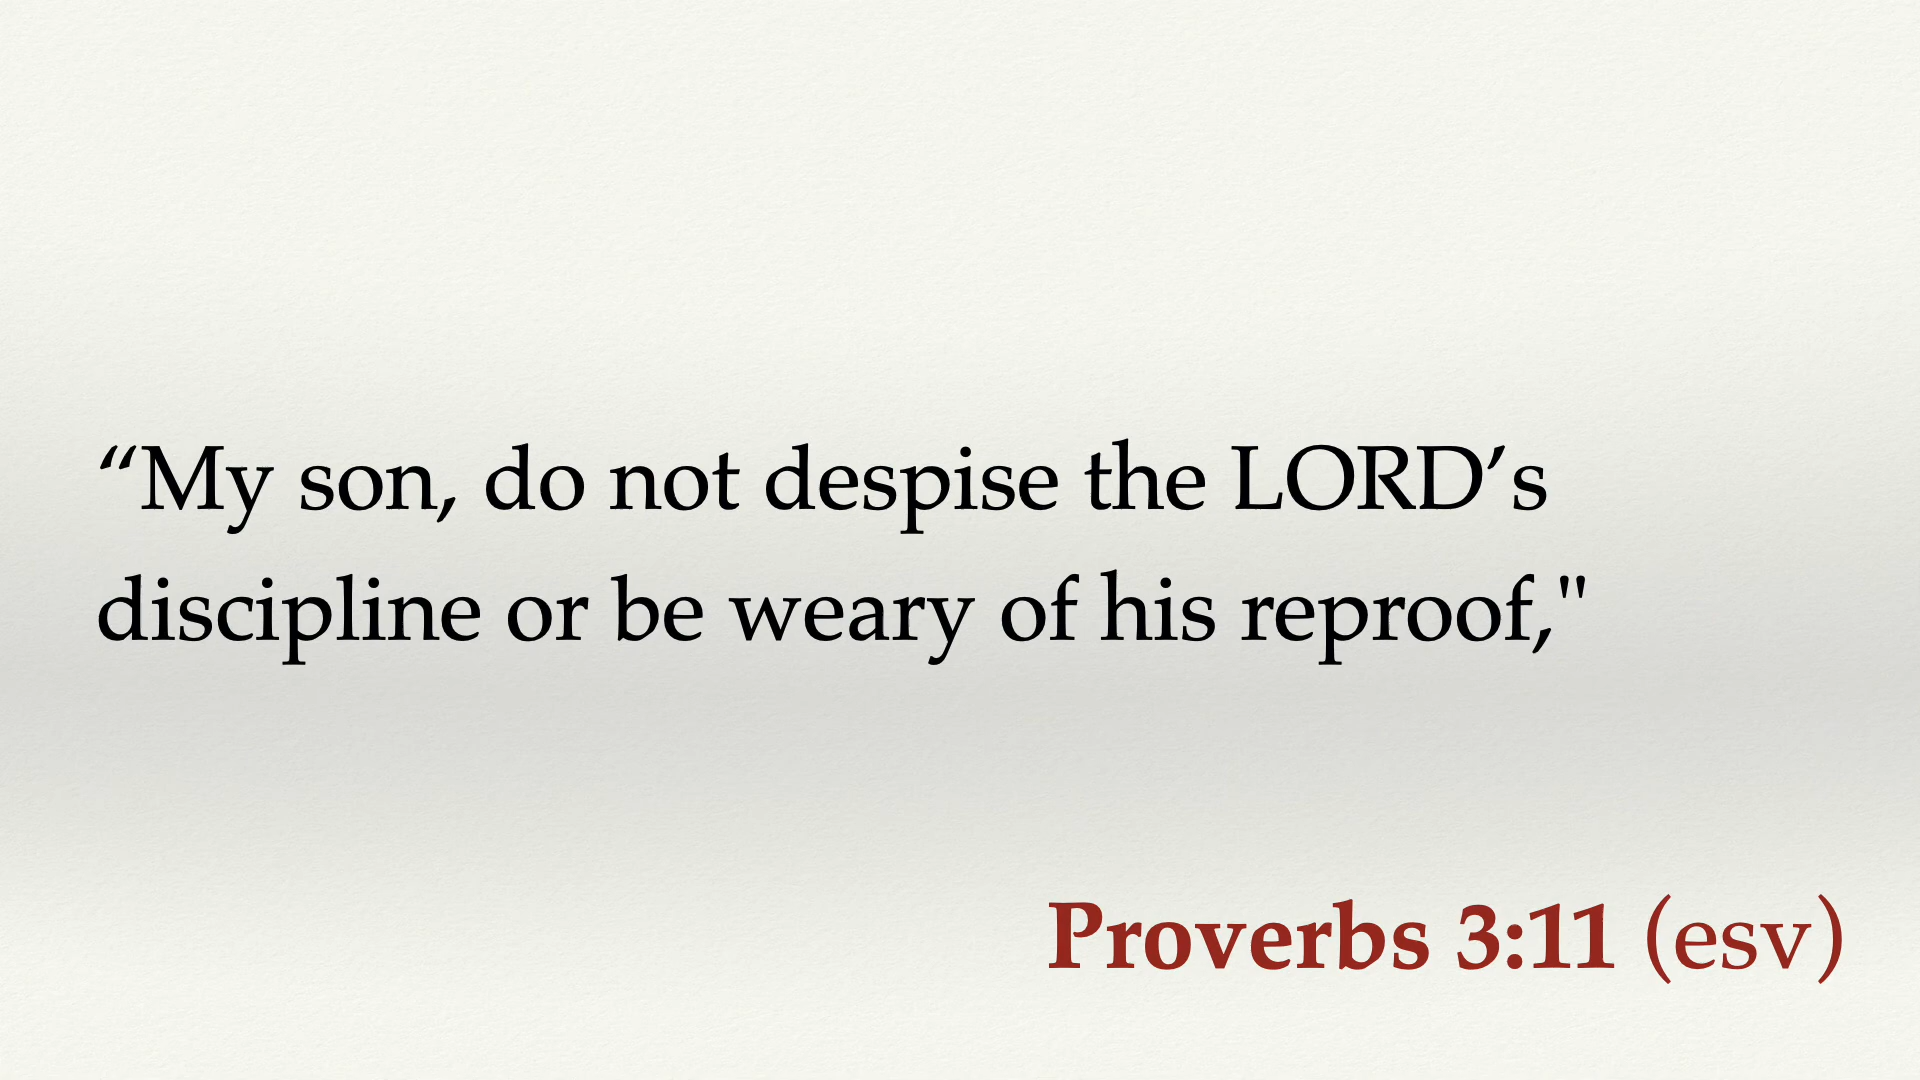 “My son, do not despise the LORD’s
discipline or be weary of his reproof,"
Proverbs 3:11 (esv)